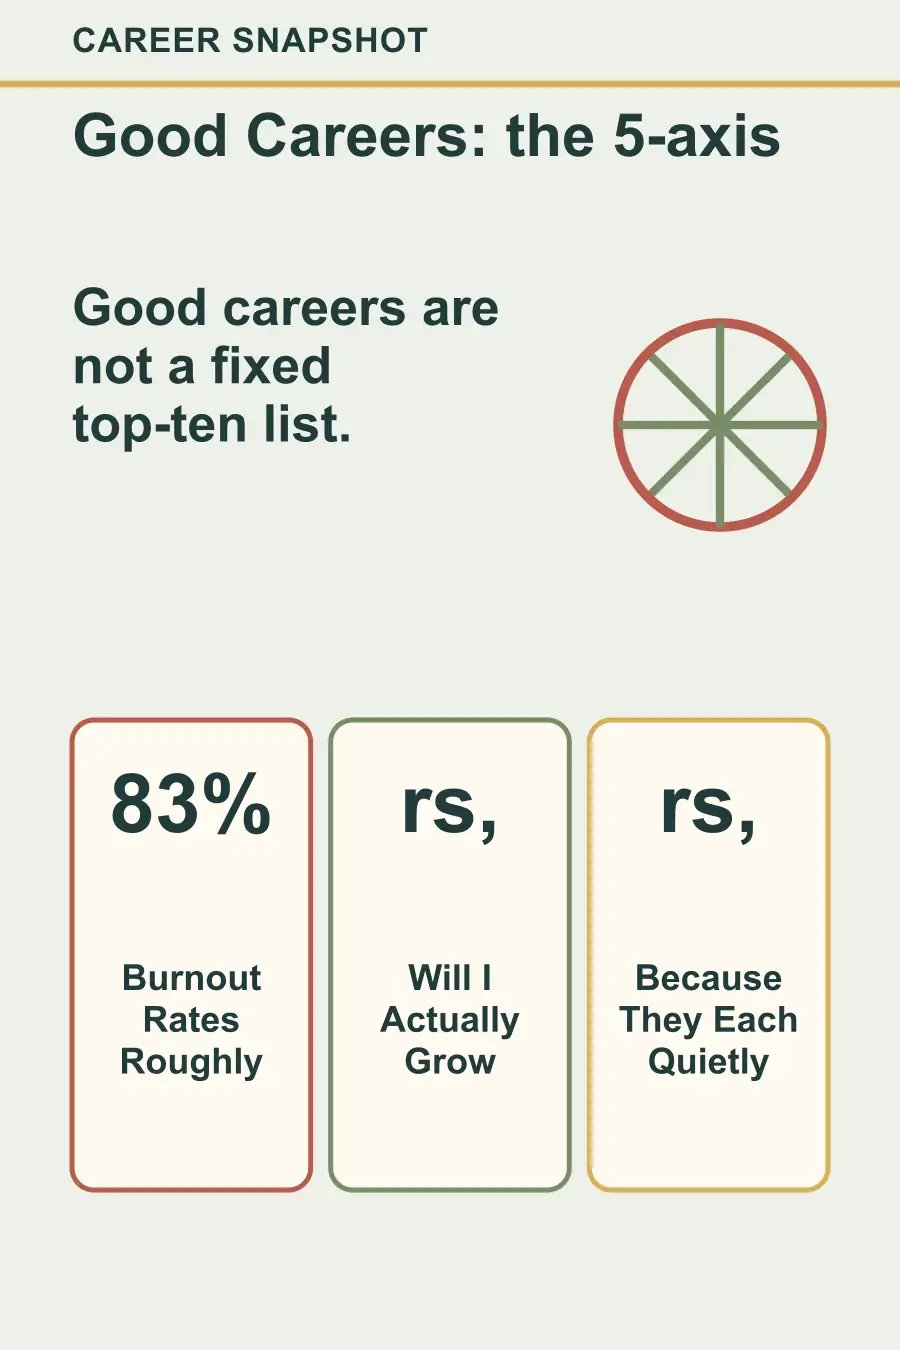 CAREER SNAPSHOT
Good Careers: the 5-axis
Good careers are
not a fixed
top-ten list.
83%
Burnout
Rates
Roughly
rs,
Will I
Actually
Grow
rs,
Because
They Each
Quietly